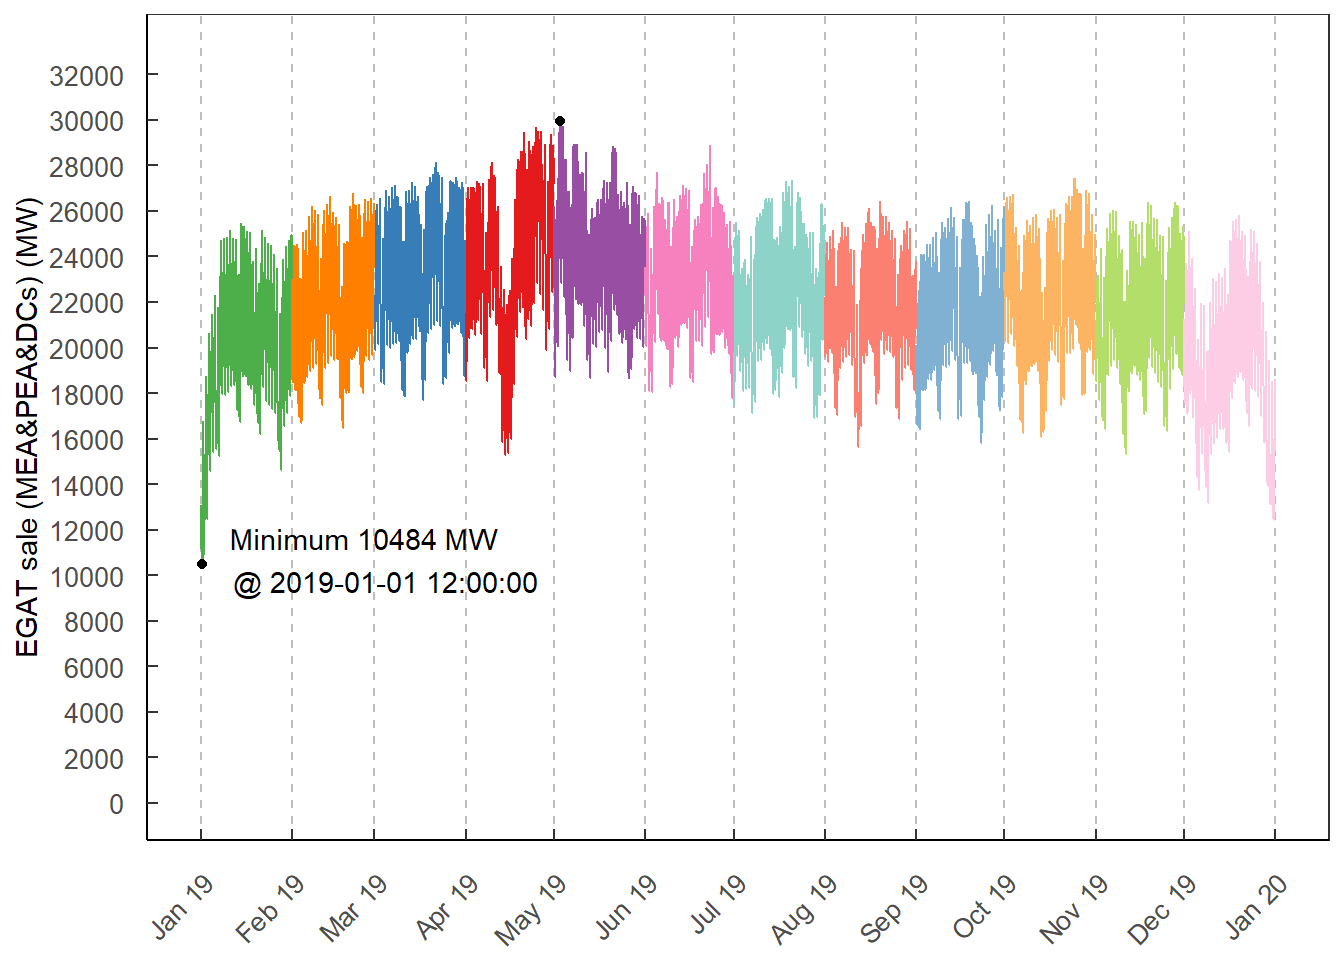 EGAT sale (MEA&PEA&DCs) (MW)
32000
30000
28000
26000
24000
22000
20000
18000
16000
14000
12000
10000
8000
6000
4000
2000
0
Minimum 10484 MW
@ 2019-01-01 12:00:00
Jan 19
Feb 19
Mar 19
Apr 19
May 19
Jun 19
Jul 19
Aug 19
Sep 19
Oct 19
Nov 19
Dec 19
Jan 20